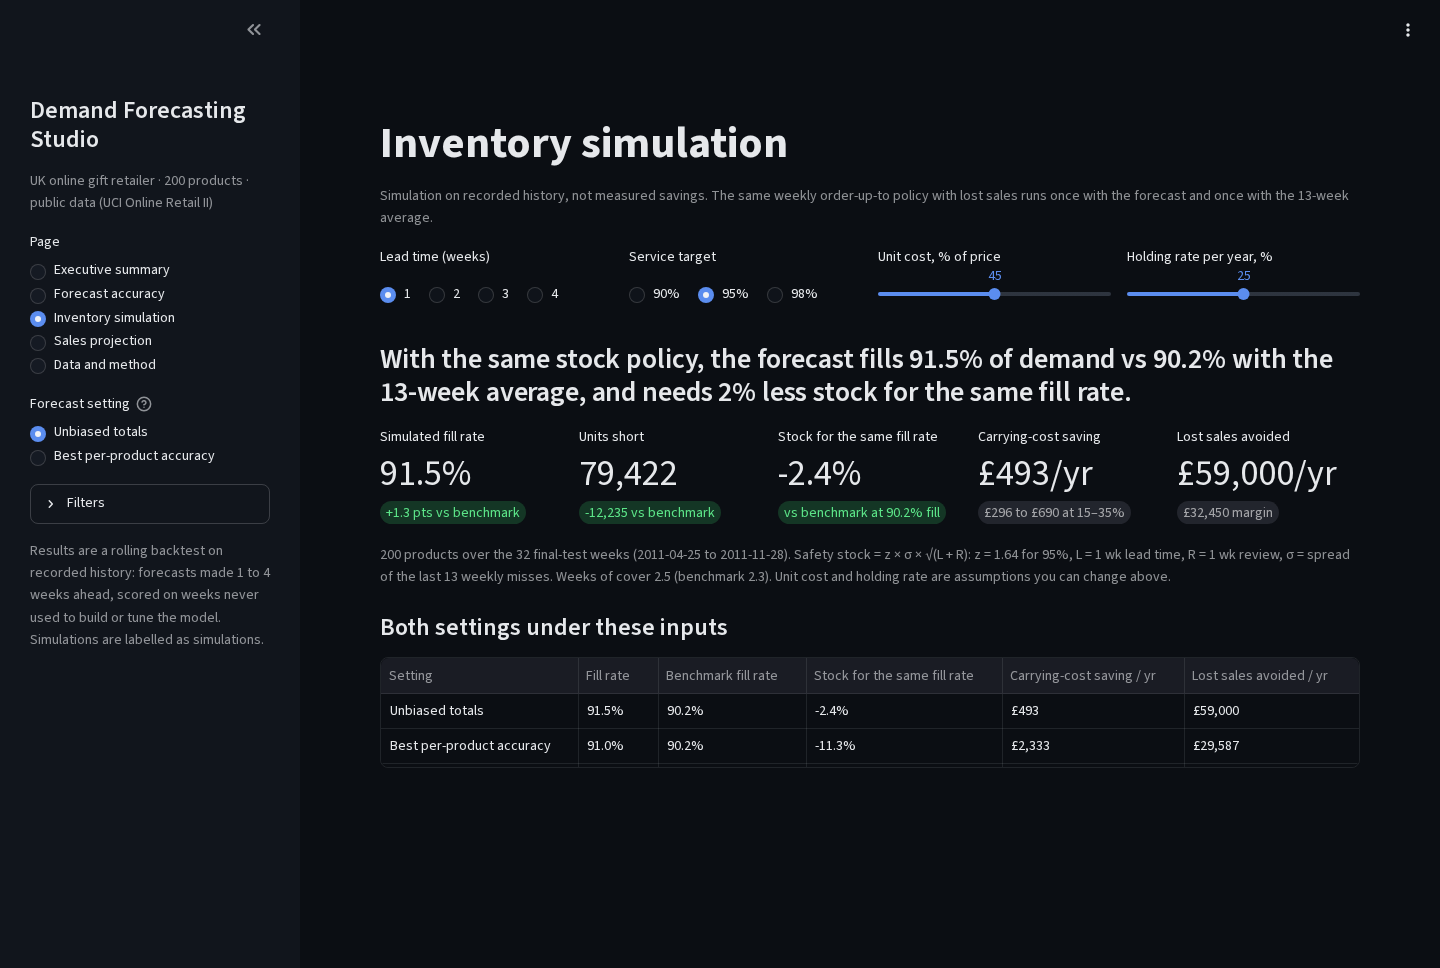 Demand Forecasting
Studio
UK online gift retailer · 200 products ·
public data (UCI Online Retail II)
Page
Executive summary
Forecast accuracy
Inventory simulation
Sales projection
Data and method
Forecast setting
Unbiased totals
Best per-product accuracy
Filters
Results are a rolling backtest on
recorded history: forecasts made 1 to 4
weeks ahead, scored on weeks never
used to build or tune the model.
Simulations are labelled as simulations.
Inventory simulation
Simulation on recorded history, not measured savings. The same weekly order-up-to policy with lost sales runs once with the forecast and once with the 13-week
average.
Lead time (weeks) Service target Unit cost, % of price Holding rate per year, %
45 25
1 2 3 4 90% 95% 98%
With the same stock policy, the forecast fills 91.5% of demand vs 90.2% with the
13-week average, and needs 2% less stock for the same fill rate.
Simulated fill rate Units short Stock for the same fill rate Carrying-cost saving Lost sales avoided
91.5% 79,422 -2.4% £493/yr £59,000/yr
+1.3 pts vs benchmark -12,235 vs benchmark vs benchmark at 90.2% fill £296 to £690 at 15–35% £32,450 margin
200 products over the 32 final-test weeks (2011-04-25 to 2011-11-28). Safety stock = z × σ × √(L + R): z = 1.64 for 95%, L = 1 wk lead time, R = 1 wk review, σ = spread
of the last 13 weekly misses. Weeks of cover 2.5 (benchmark 2.3). Unit cost and holding rate are assumptions you can change above.
Both settings under these inputs
Setting Fill rate Benchmark fill rate Stock for the same fill rate Carrying-cost saving / yr Lost sales avoided / yr
Unbiased totals 91.5% 90.2% -2.4% £493 £59,000
Best per-product accuracy 91.0% 90.2% -11.3% £2,333 £29,587